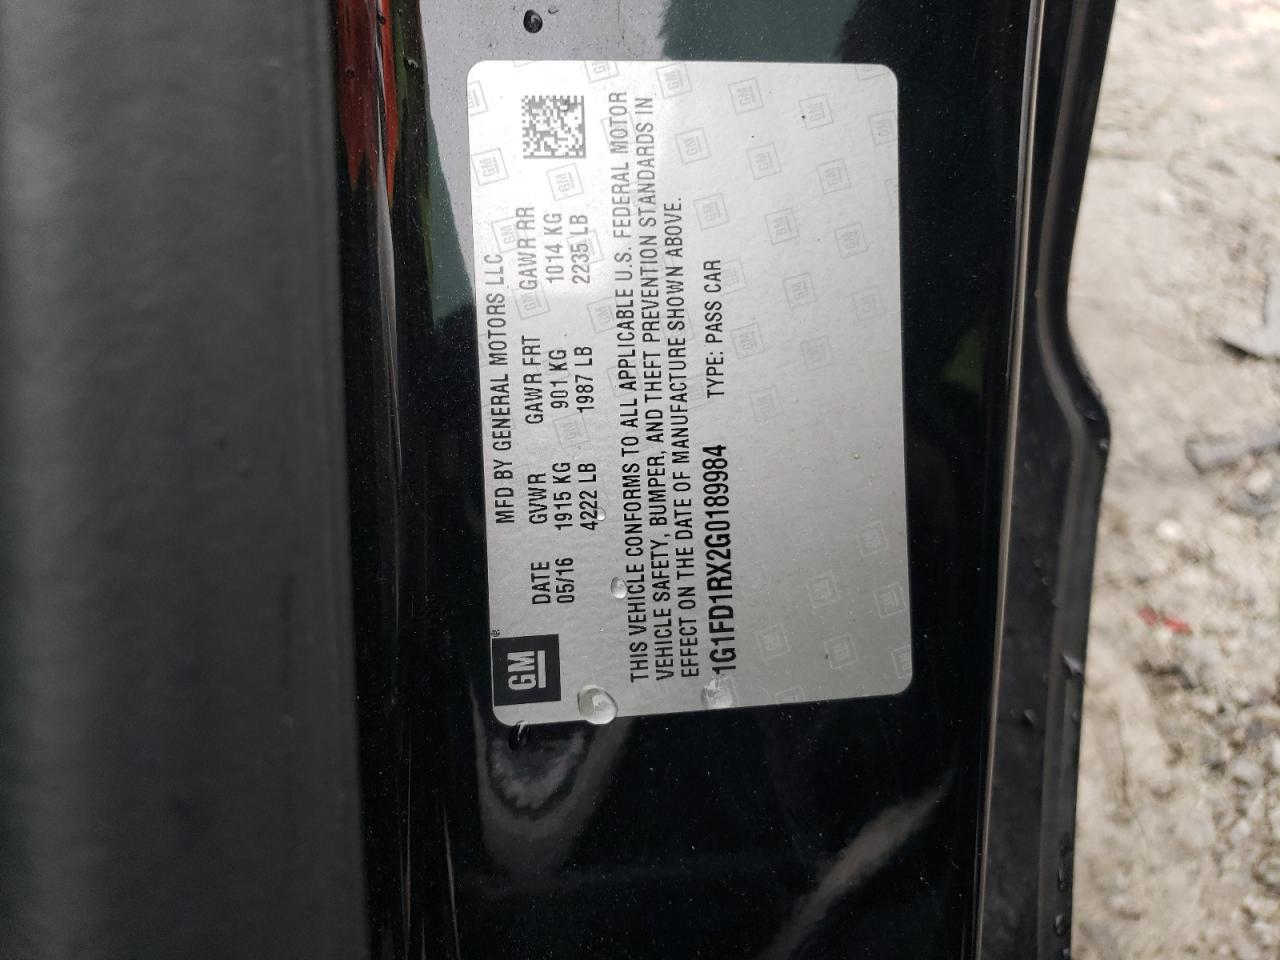 GM®
MFD BY GENERAL MOTORS LLC
DATE GVWR GAWR FRT GAWR RR
05/16 1915 KG 901 KG 1014 KG
4222 LB 1987 LB 2235 LB
THIS VEHICLE CONFORMS TO ALL APPLICABLE U.S. FEDERAL MOTOR
VEHICLE SAFETY, BUMPER, AND THEFT PREVENTION STANDARDS IN
EFFECT ON THE DATE OF MANUFACTURE SHOWN ABOVE.
1G1FD1RX2G0189984 TYPE: PASS CAR